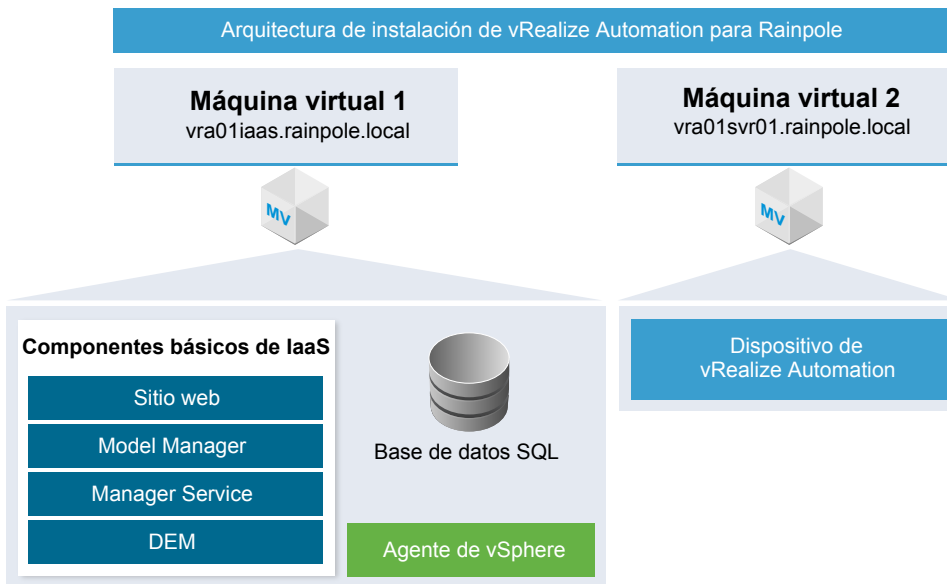 Arquitectura de instalación de vRealize Automation para Rainpole
Máquina virtual 1
vra01iaas.rainpole.local
MV
Máquina virtual 2
vra01svr01.rainpole.local
MV
Componentes básicos de IaaS
Sitio web
Model Manager
Manager Service
DEM
Base de datos SQL
Agente de vSphere
Dispositivo de
vRealize Automation